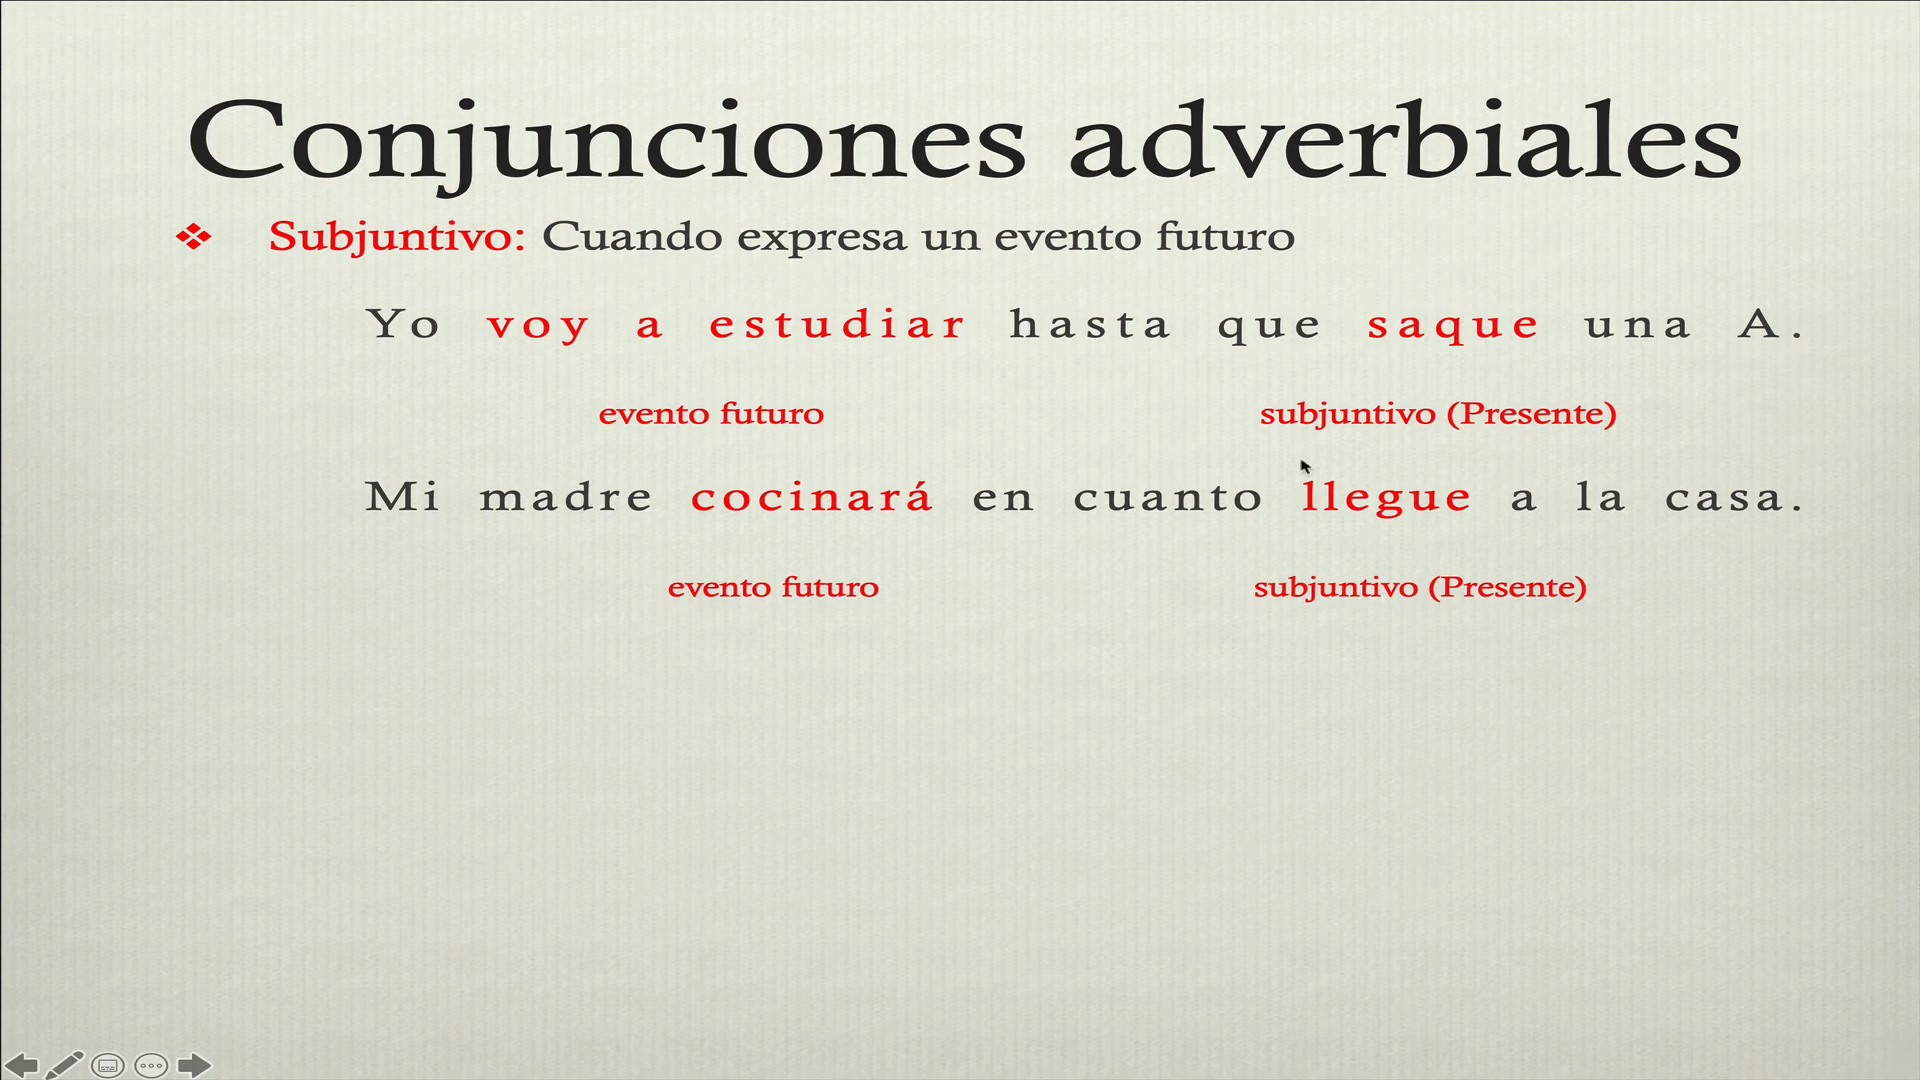 Conjunciones adverbiales
Subjuntivo: Cuando expresa un evento futuro
Yo voy a estudiar hasta que saque una A.
evento futuro subjuntivo (Presente)
Mi madre cocinará en cuanto llegue a la casa.
evento futuro subjuntivo (Presente)